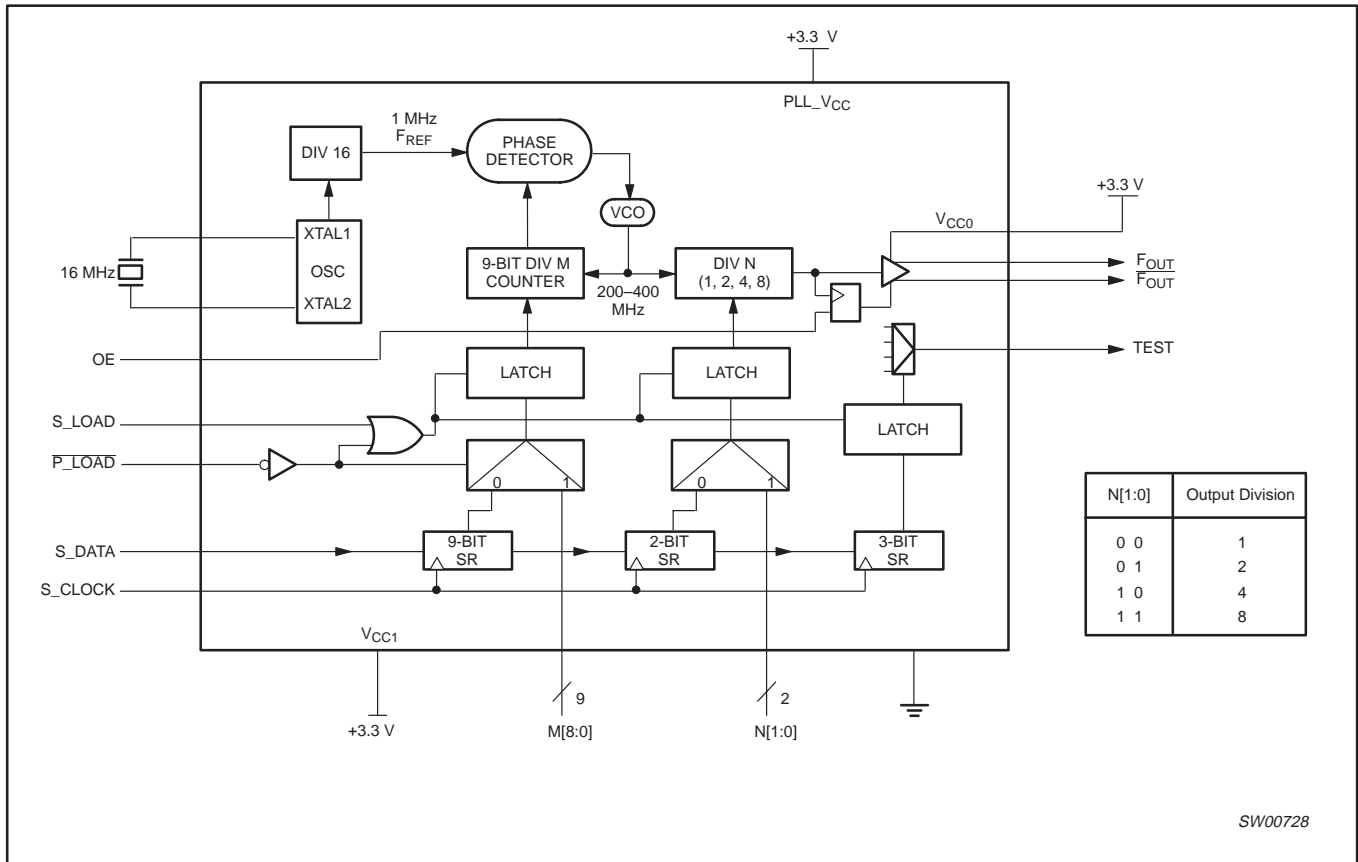 +3.3 V
PLL_VCC
1 MHz
FREF
DIV 16
PHASE
DETECTOR
+3.3 V
VCO
VCC0
XTAL1
OSC
XTAL2
16 MHz
9-BIT DIV M
COUNTER
200–400
MHz
DIV N
(1, 2, 4, 8)
FOUT
FOUT
OE
TEST
LATCH
LATCH
S_LOAD
LATCH
P_LOAD
0 1
0 1
N[1:0] Output Division
0 0 1
0 1 2
1 0 4
1 1 8
S_DATA
9-BIT
SR
2-BIT
SR
3-BIT
SR
S_CLOCK
VCC1
+3.3 V
9
M[8:0]
2
N[1:0]
SW00728